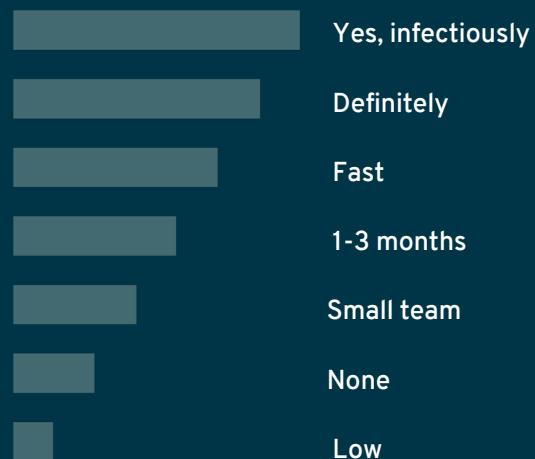 Yes, infectiously
Definitely
Fast
1-3 months
Small team
None
Low